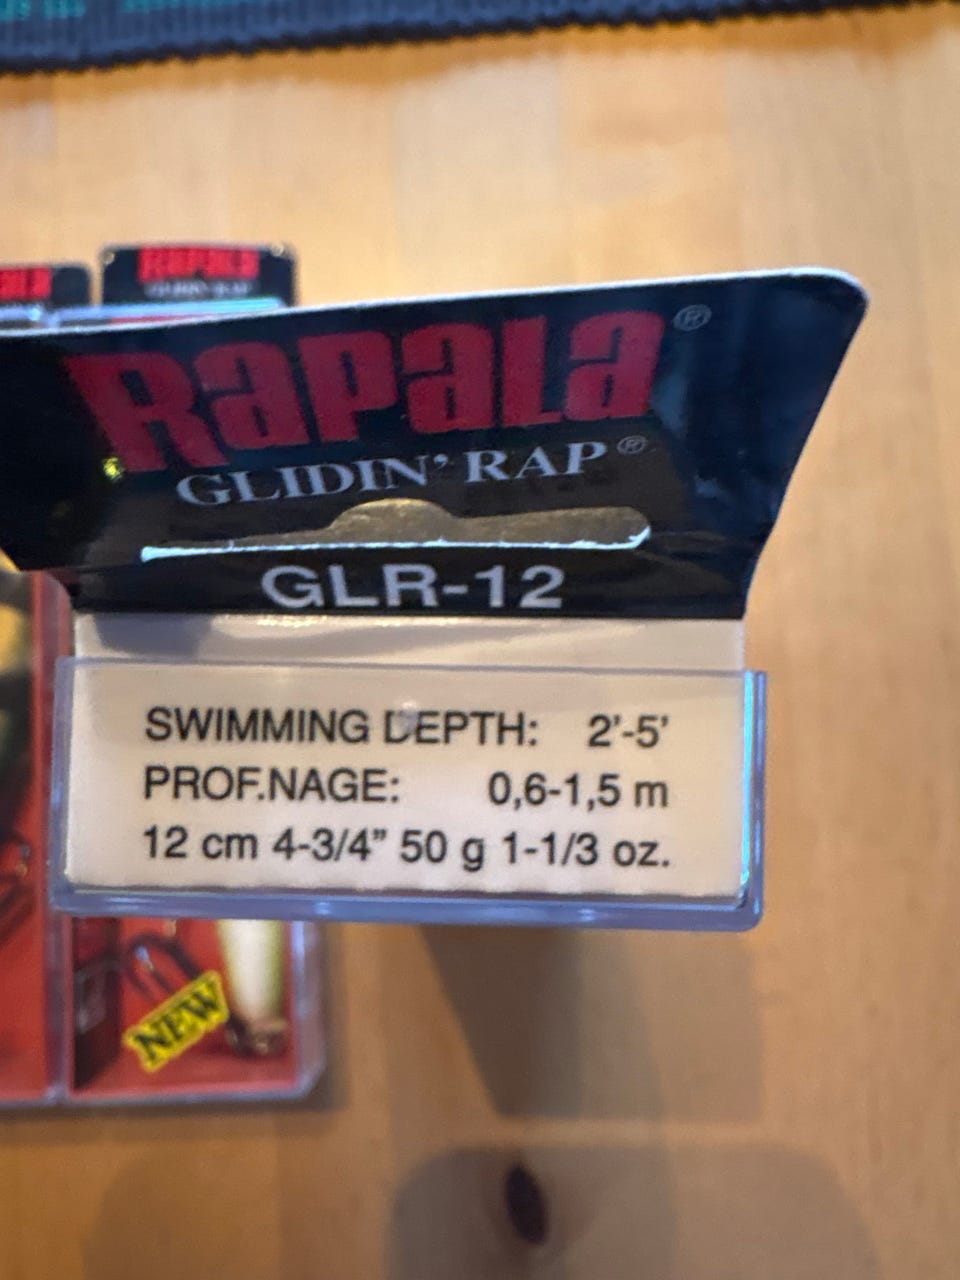 RAPALA
RAPALA®
GLIDIN' RAP®
GLR-12
SWIMMING DEPTH: 2'-5'
PROF.NAGE: 0,6-1,5 m
12 cm 4-3/4" 50 g 1-1/3 oz.
NEW